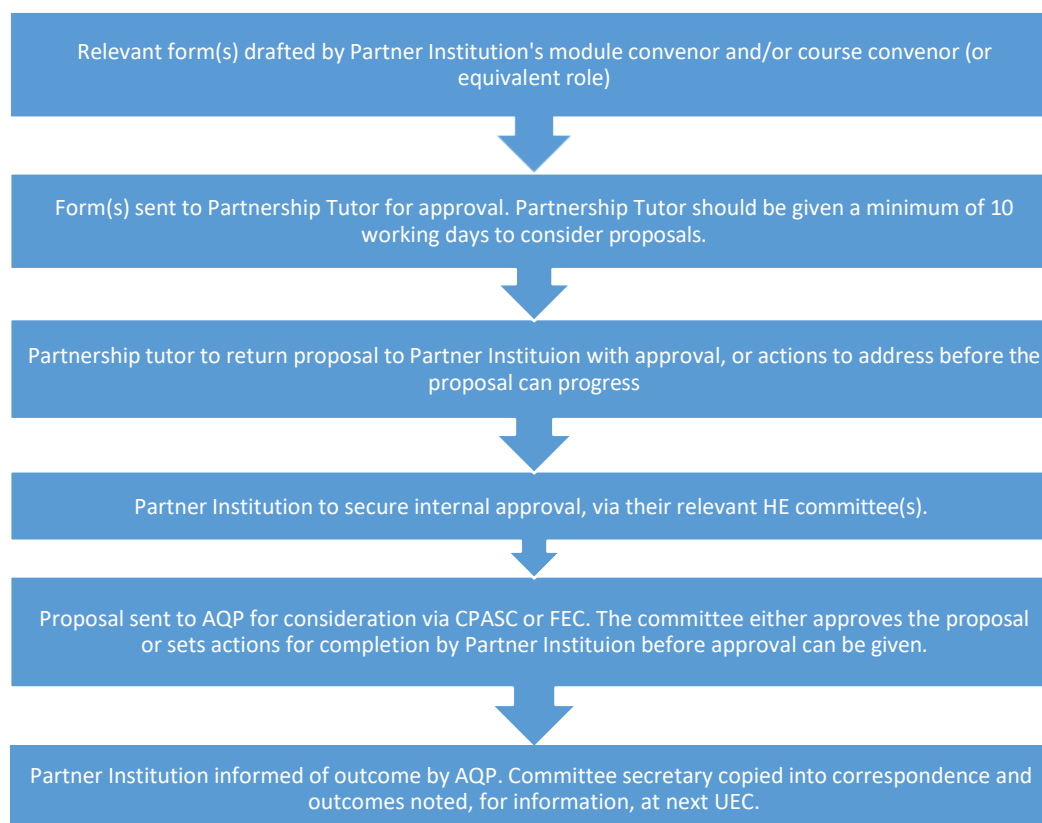 Relevant form(s) drafted by Partner Institution's module convenor and/or course convenor (or
equivalent role)
Form(s) sent to Partnership Tutor for approval. Partnership Tutor should be given a minimum of 10
working days to consider proposals.
Partnership tutor to return proposal to Partner Instituion with approval, or actions to address before the
proposal can progress
Partner Institution to secure internal approval, via their relevant HE committee(s).
Proposal sent to AQP for consideration via CPASC or FEC. The committee either approves the proposal
or sets actions for completion by Partner Instituion before approval can be given.
Partner Institution informed of outcome by AQP. Committee secretary copied into correspondence and
outcomes noted, for information, at next UEC.